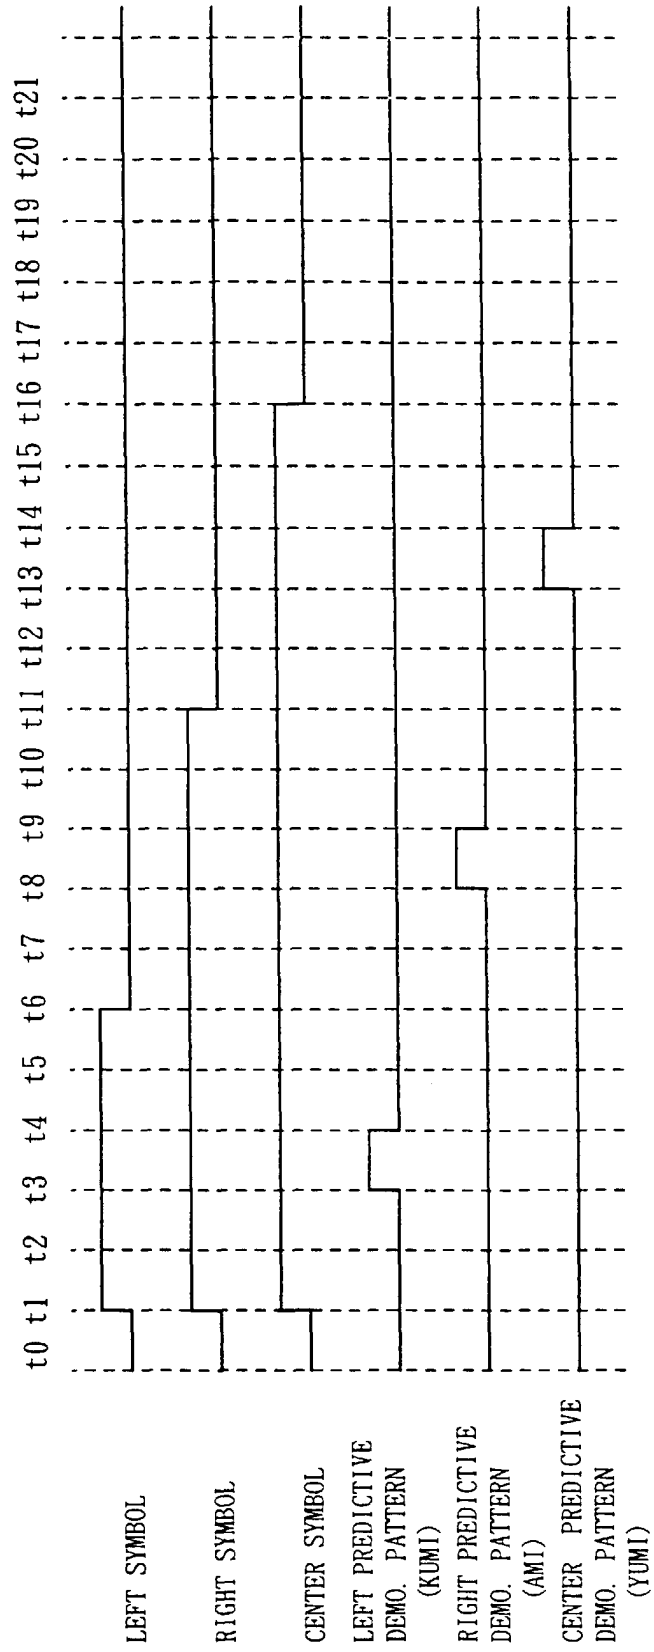 t0 t1 t2 t3 t4 t5 t6 t7 t8 t9 t10 t11 t12 t13 t14 t15 t16 t17 t18 t19 t20 t21
LEFT SYMBOL
RIGHT SYMBOL
CENTER SYMBOL
LEFT PREDICTIVE
DEMO. PATTERN
(KUMI)
RIGHT PREDICTIVE
DEMO. PATTERN
(AMI)
CENTER PREDICTIVE
DEMO. PATTERN
(YUMI)